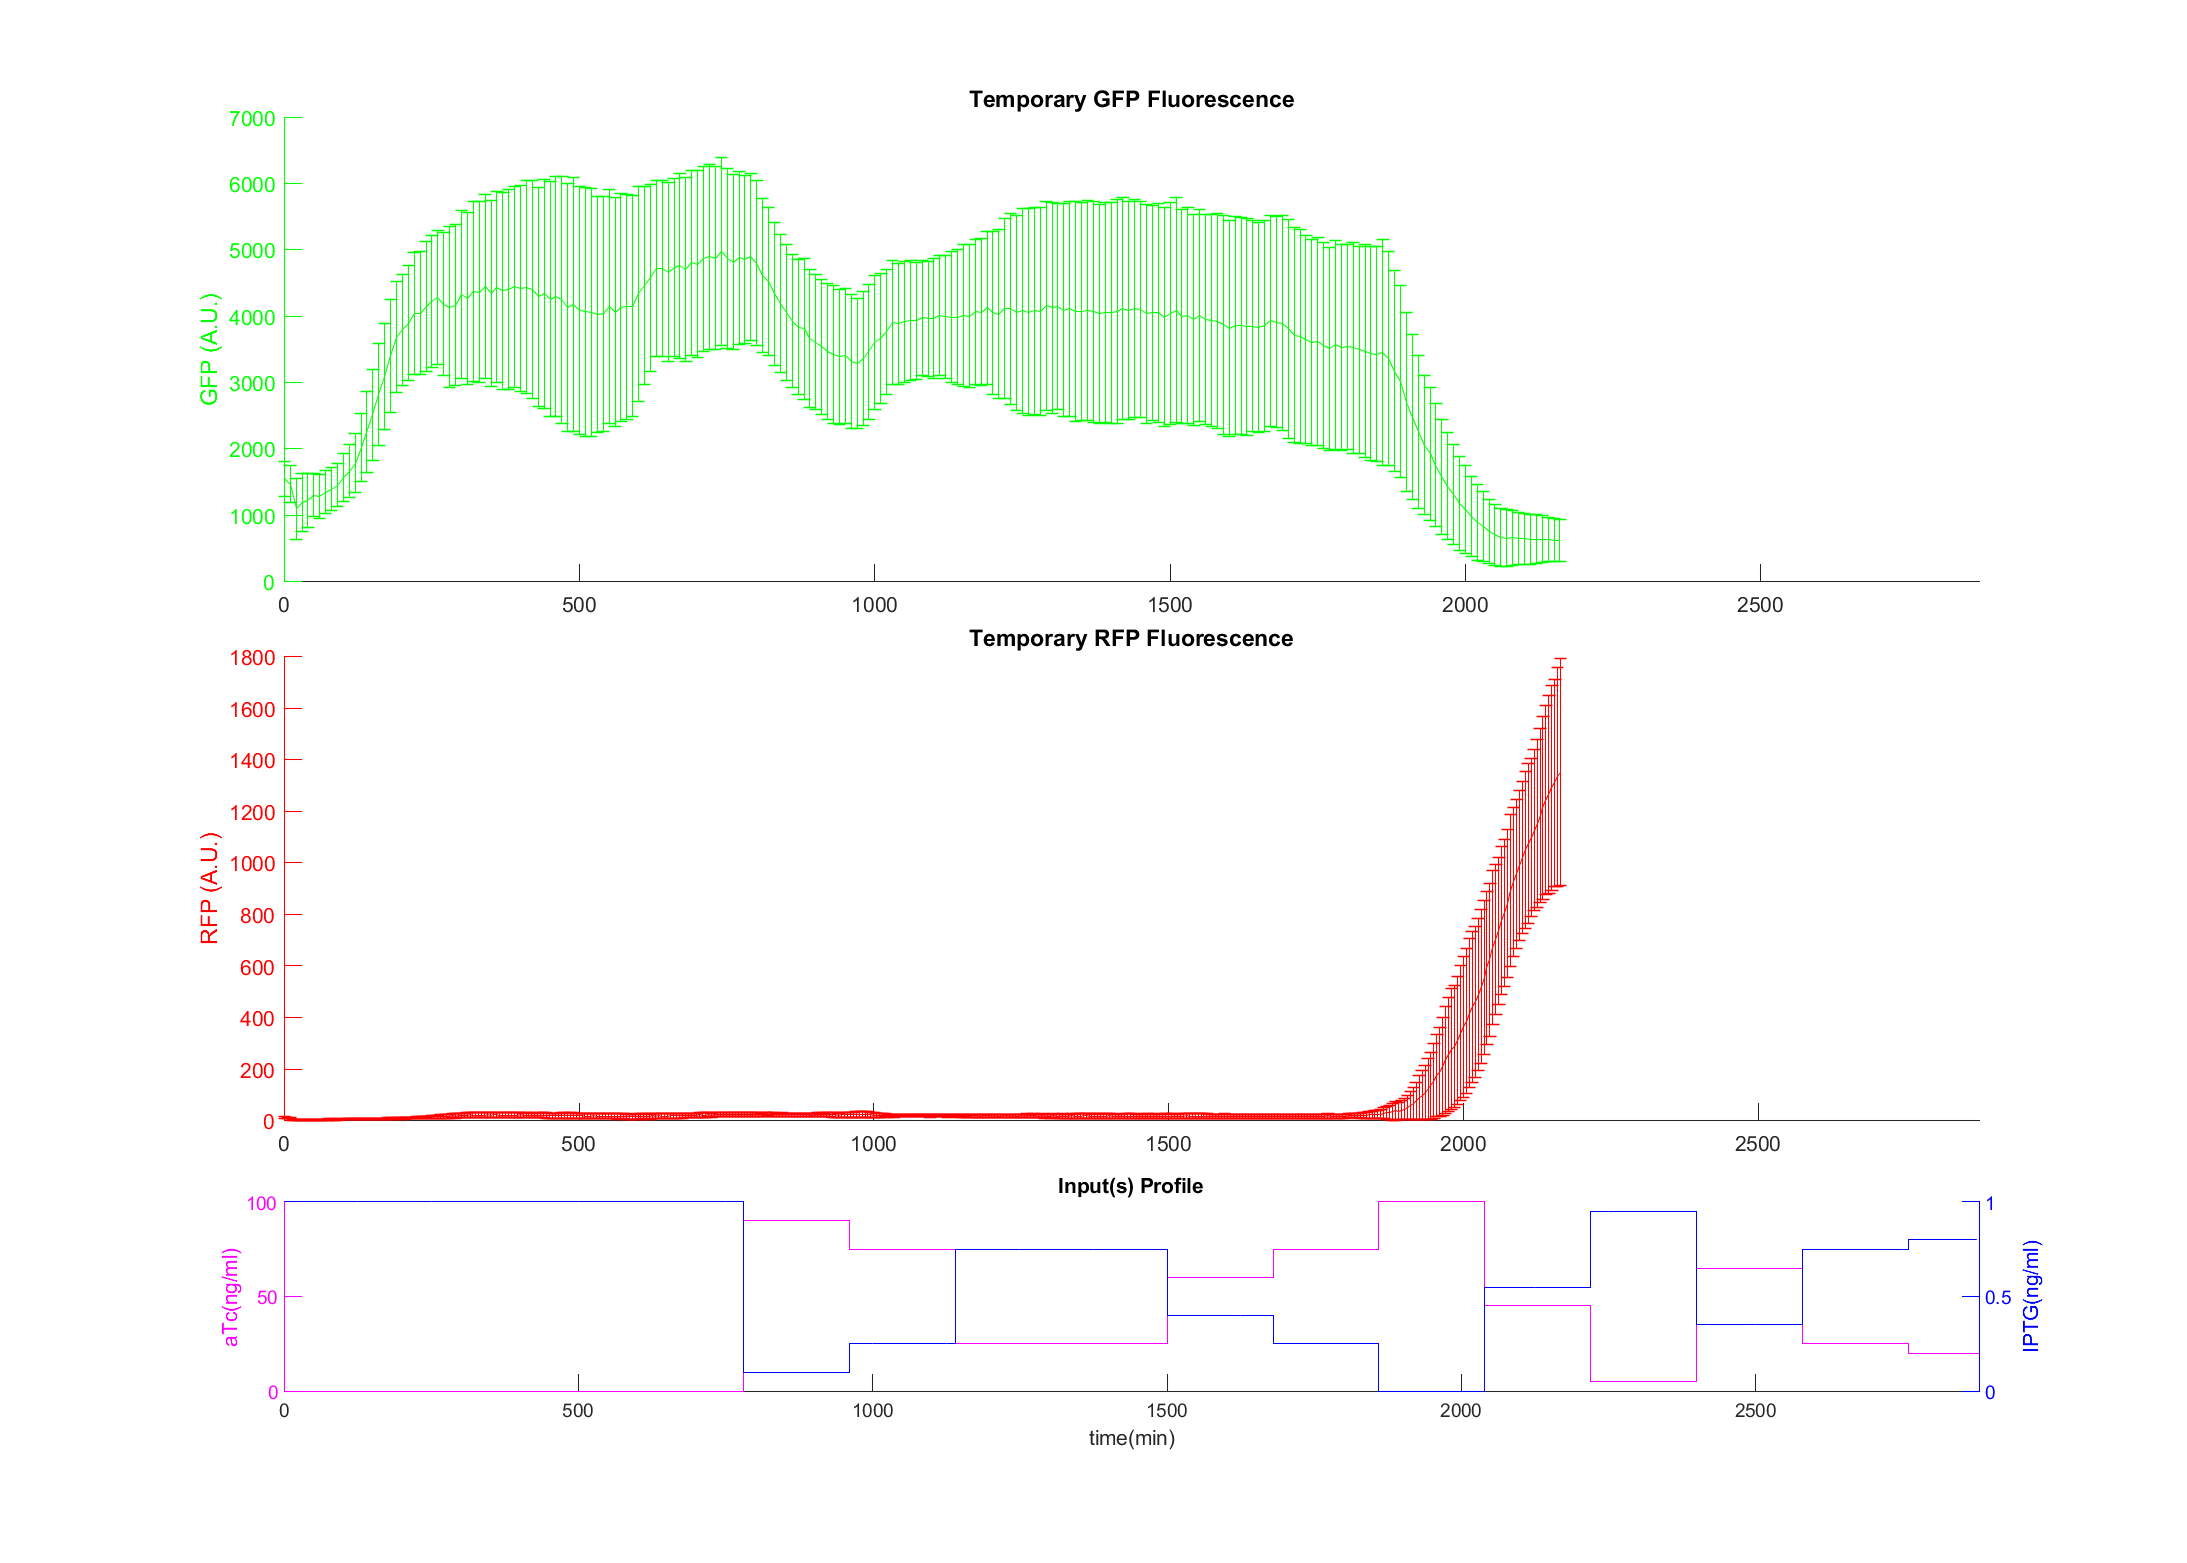 Temporary GFP Fluorescence
7000
6000
5000
4000
3000
2000
1000
0
GFP (A.U.)
0 500 1000 1500 2000 2500
Temporary RFP Fluorescence
1800
1600
1400
1200
1000
800
600
400
200
0
RFP (A.U.)
0 500 1000 1500 2000 2500
Input(s) Profile
100
50
0
aTc(ng/ml)
1
0.5
0
IPTG(ng/ml)
0 500 1000 1500 2000 2500
time(min)